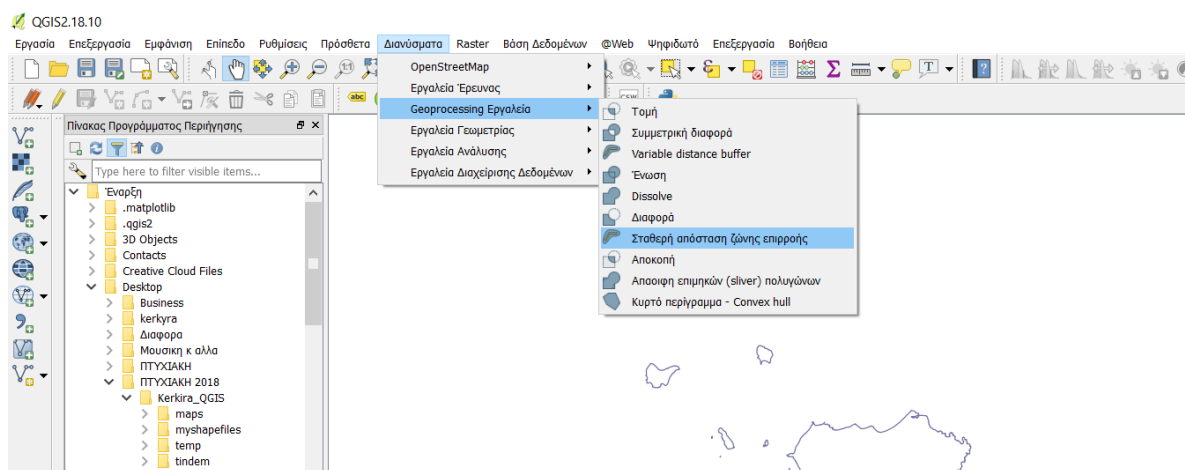 QGIS2.18.10
Εργασία Επεξεργασία Εμφάνιση Επίπεδο Ρυθμίσεις Πρόσθετα Διανύσματα Raster Βάση Δεδομένων @Web Ψηφιδωτό Επεξεργασία Βοήθεια
OpenStreetMap
Εργαλεία Έρευνας
Geoprocessing Εργαλεία
Εργαλεία Γεωμετρίας
Εργαλεία Ανάλυσης
Εργαλεία Διαχείρισης Δεδομένων
Τομή
Συμμετρική διαφορά
Variable distance buffer
Ένωση
Dissolve
Διαφορά
Σταθερή απόσταση ζώνης επιρροής
Αποκοπή
Απαοιφη επιμηκών (sliver) πολυγώνων
Κυρτό περίγραμμα - Convex hull
abc
Πίνακας Προγράμματος Περιήγησης
Type here to filter visible items...
Έναρξη
.matplotlib
.qgis2
3D Objects
Contacts
Creative Cloud Files
Desktop
Business
kerkyra
Διαφορα
Μουσικη κ αλλα
ΠΤΥΧΙΑΚΗ
ΠΤΥΧΙΑΚΗ 2018
Kerkira_QGIS
maps
myshapefiles
temp
tindem